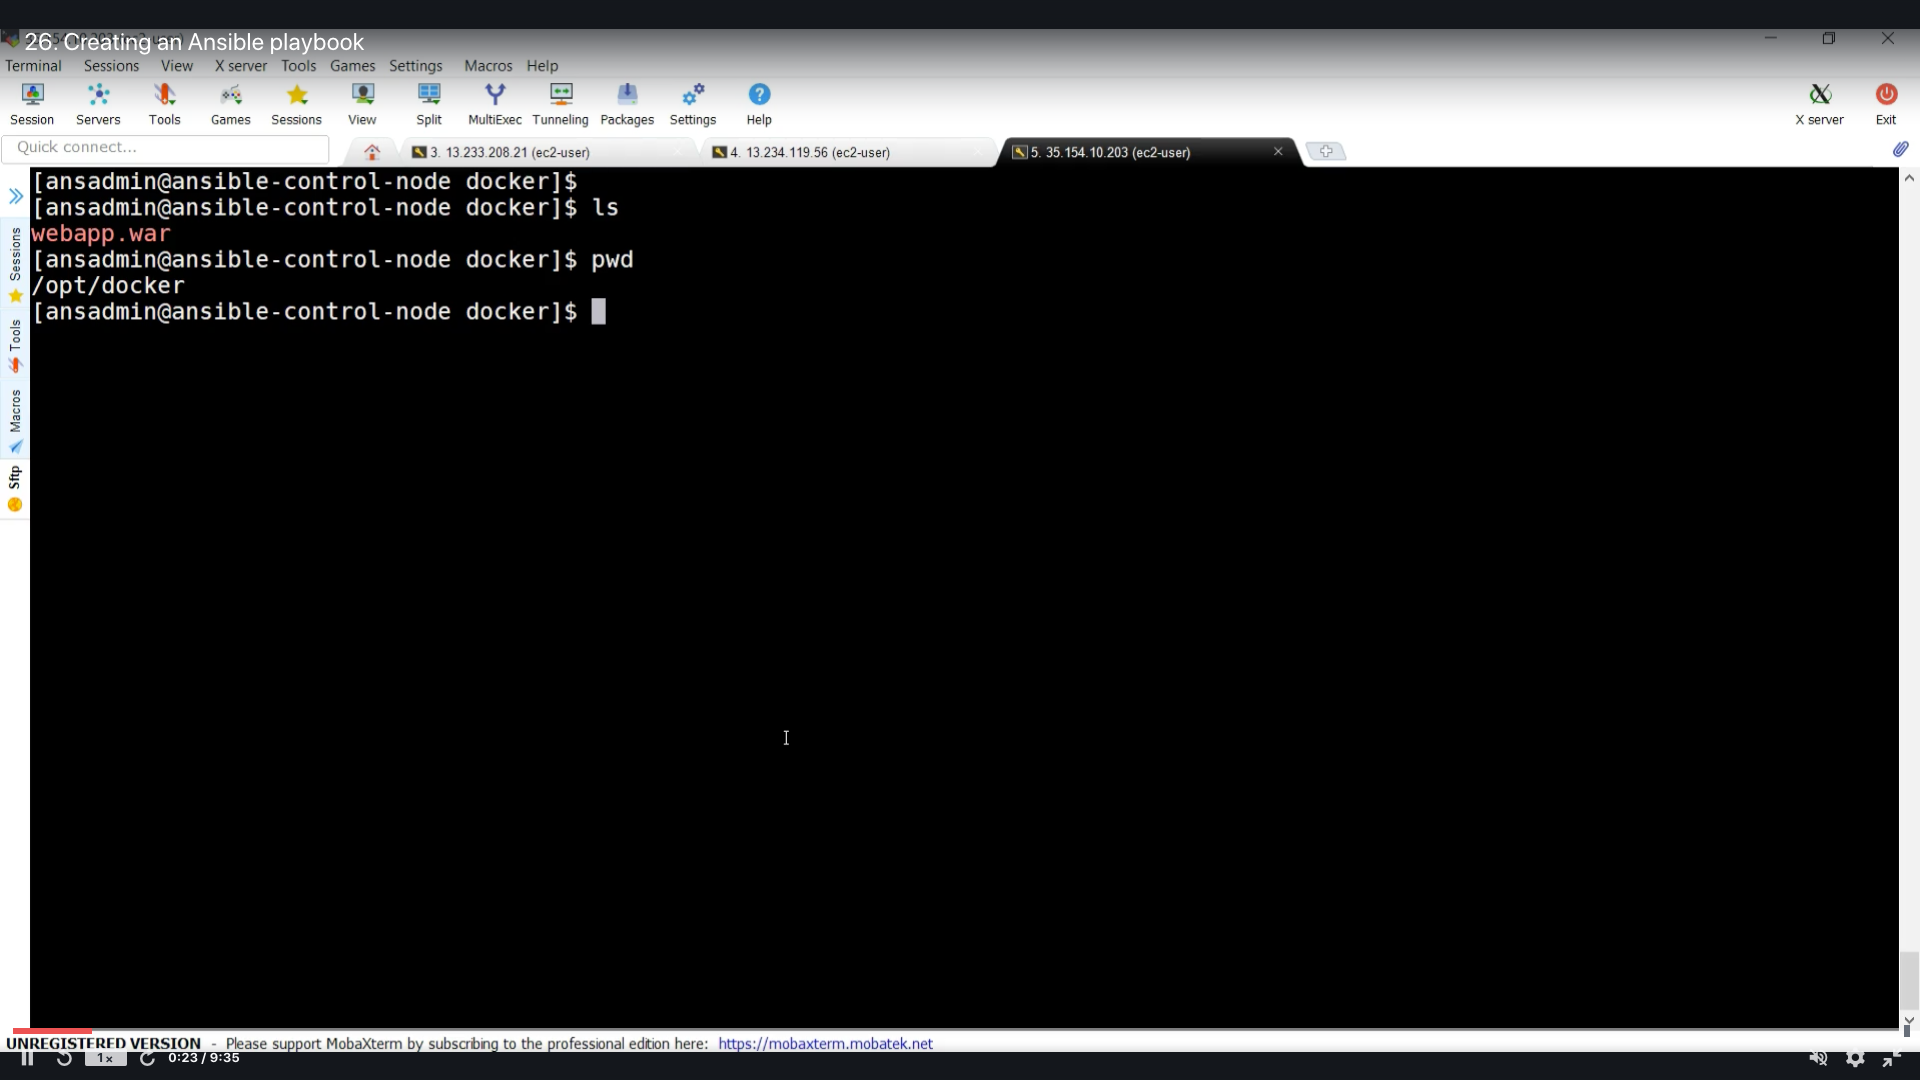 26. Creating an Ansible playbook
Terminal Sessions View X server Tools Games Settings Macros Help
Session Servers Tools Games Sessions View Split MultiExec Tunneling Packages Settings Help X server Exit
Quick connect... 3. 13.233.208.21 (ec2-user) 4. 13.234.119.56 (ec2-user) 5. 35.154.10.203 (ec2-user)
[ansadmin@ansible-control-node docker]$
[ansadmin@ansible-control-node docker]$ ls
webapp.war
[ansadmin@ansible-control-node docker]$ pwd
/opt/docker
[ansadmin@ansible-control-node docker]$
Sessions
Tools
Macros
Sftp
UNREGISTERED VERSION - Please support MobaXterm by subscribing to the professional edition here: https://mobaxterm.mobatek.net
1x 0:23 / 9:35